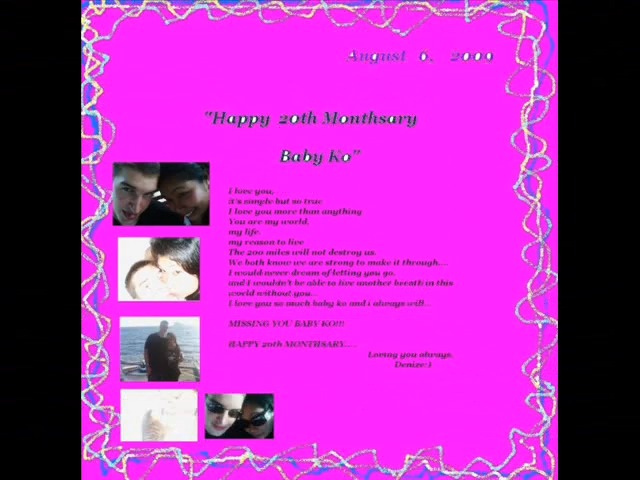 August 6, 2009
"Happy 20th Monthsary
Baby Ko"
I love you,
it's simple but so true
I love you more than anything
You are my world,
my life.
my reason to live
The 200 miles will not destroy us.
We both know we are strong to make it through....
I would never dream of letting you go.
and I wouldn't be able to live another breath in this
world without you...
I love you so much baby ko and i always will...
MISSING YOU BABY KO!!!
HAPPY 20th MONTHSARY.....
Loving you always,
Denize:)